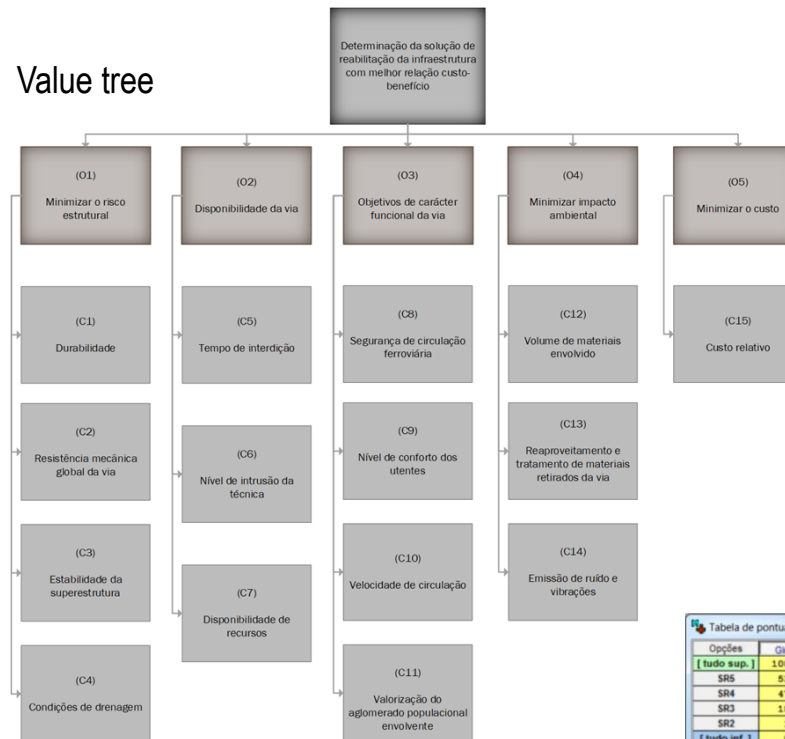 Value tree
Determinação da solução de
reabilitação da infraestrutura
com melhor relação custo-
benefício
(O1)
Minimizar o risco
estrutural
(O2)
Disponibilidade da via
(O3)
Objetivos de carácter
funcional da via
(O4)
Minimizar impacto
ambiental
(O5)
Minimizar o custo
(C1)
Durabilidade
(C5)
Tempo de interdição
(C8)
Segurança de circulação
ferroviária
(C12)
Volume de materiais
envolvido
(C15)
Custo relativo
(C2)
Resistência mecânica
global da via
(C6)
Nível de intrusão da
técnica
(C9)
Nível de conforto dos
utentes
(C13)
Reaproveitamento e
tratamento de materiais
retirados da via
(C3)
Estabilidade da
superestrutura
(C7)
Disponibilidade de
recursos
(C10)
Velocidade de circulação
(C14)
Emissão de ruído e
vibrações
(C4)
Condições de drenagem
(C11)
Valorização do
aglomerado populacional
envolvente
Tabela de
Opções
[ tudo sup. ]
SR5
SR4
SR3
SR2
[ tudo inf. ]